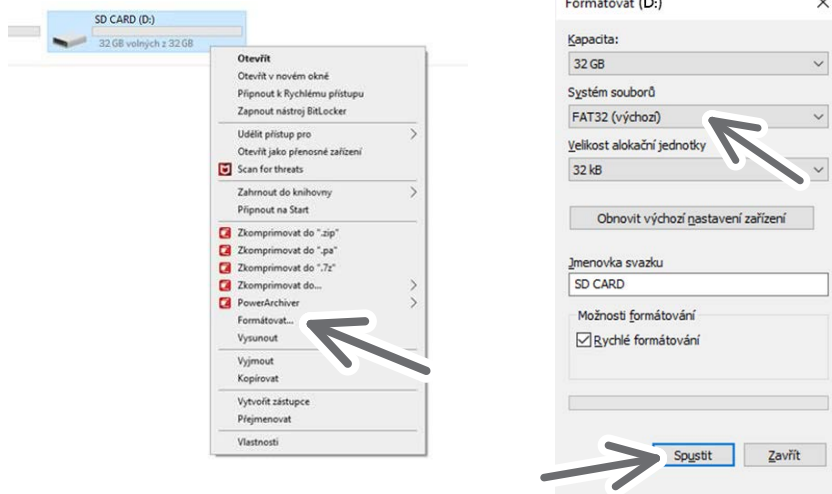 SD CARD (D:)
32 GB volných z 32 GB
Otevřít
Otevřít v novém okné
Připnout k Rychlému přístupu
Zapnout nástroj BitLocker
Udělit přístup pro
Otevřít jako přenosné zařízení
Scan for threats
Zahrnout do knihovny
Připnout na Start
Zkomprimovat do ".zip"
Zkomprimovat do ".pa"
Zkomprimovat do ".7z"
Zkomprimovat do...
PowerArchiver
Formátovat...
Vysunout
Vyjmout
Kopírovat
Vytvořit zástupce
Přejmenovat
Vlastnosti
Formátovat (D:)
Kapacita:
32 GB
Systém souborů
FAT32 (výchozí)
Velikost alokační jednotky
32 kB
Obnovit výchozí nastavení zařízení
Jmenovka svazku
SD CARD
Možnosti formátování
Rychlé formátování
Spustit
Zavřít